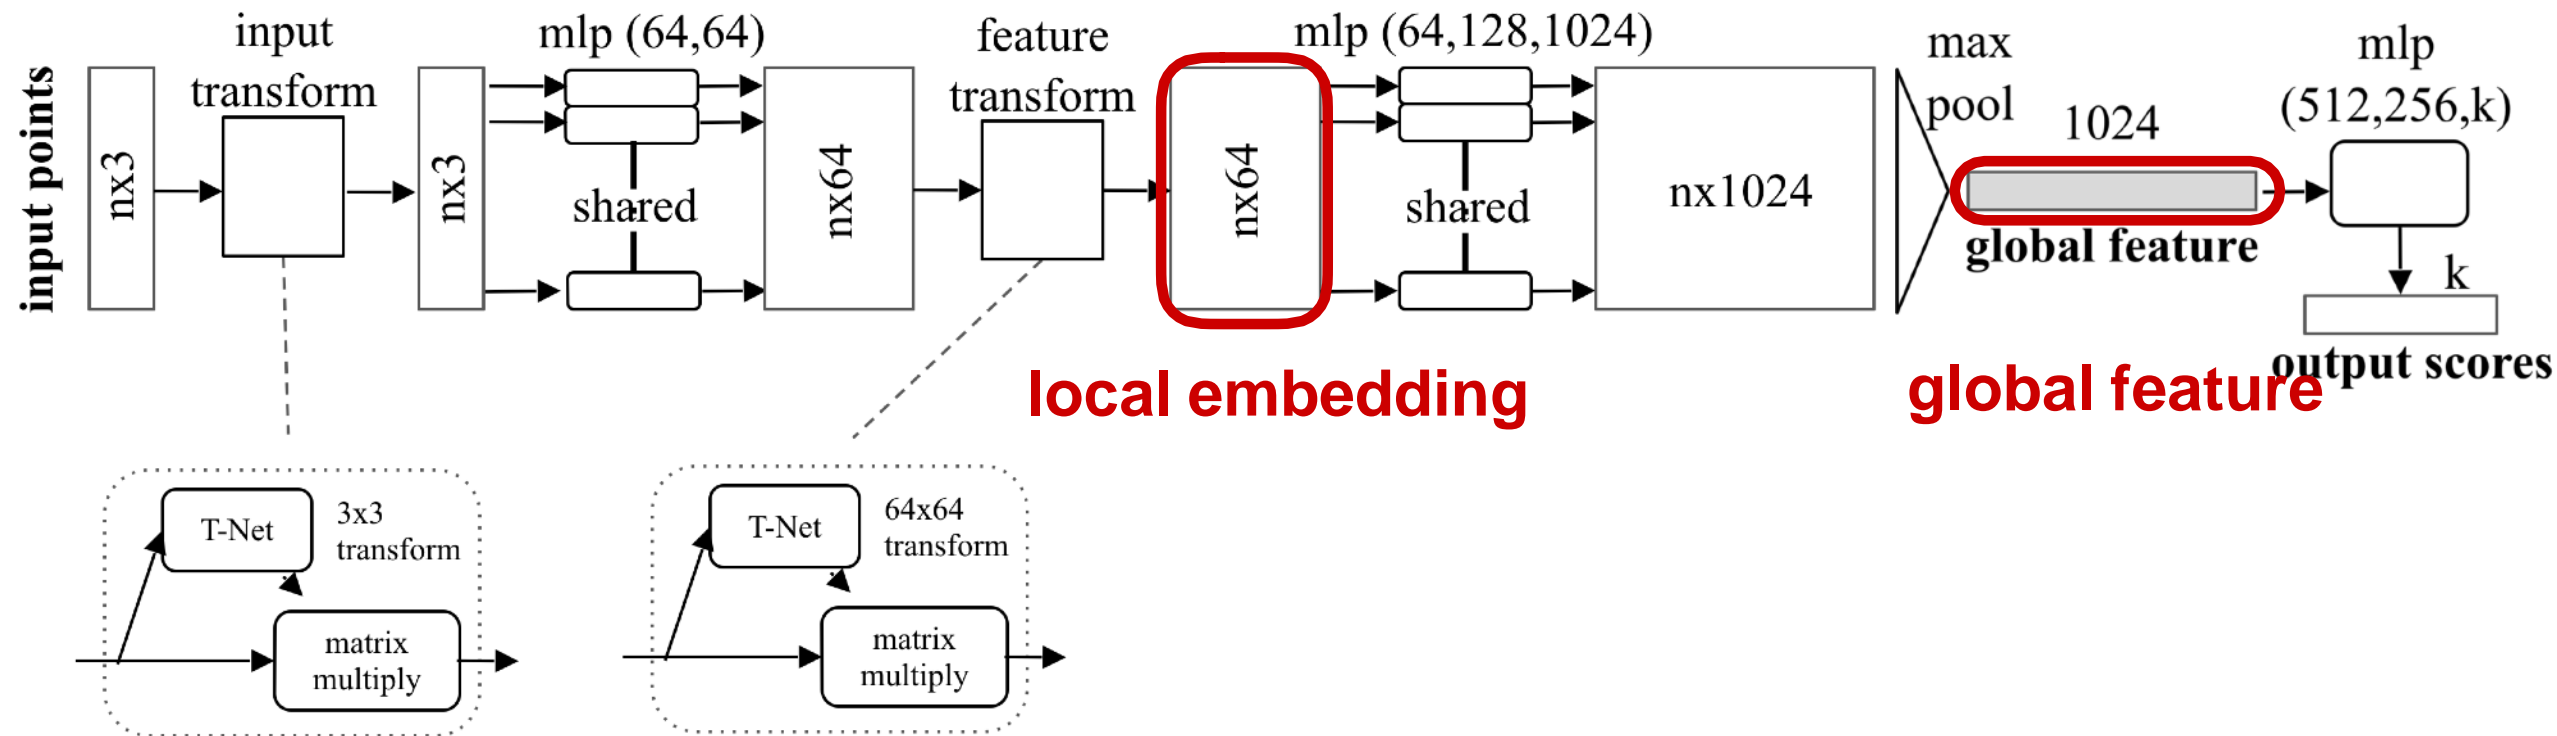 input points
nx3
input
transform
nx3
mlp (64,64)
shared
nx64
feature
transform
nx64
mlp (64,128,1024)
shared
nx1024
max
pool
1024
global feature
mlp
(512,256,k)
k
output scores
local embedding
global feature
T-Net
3x3
transform
matrix
multiply
T-Net
64x64
transform
matrix
multiply